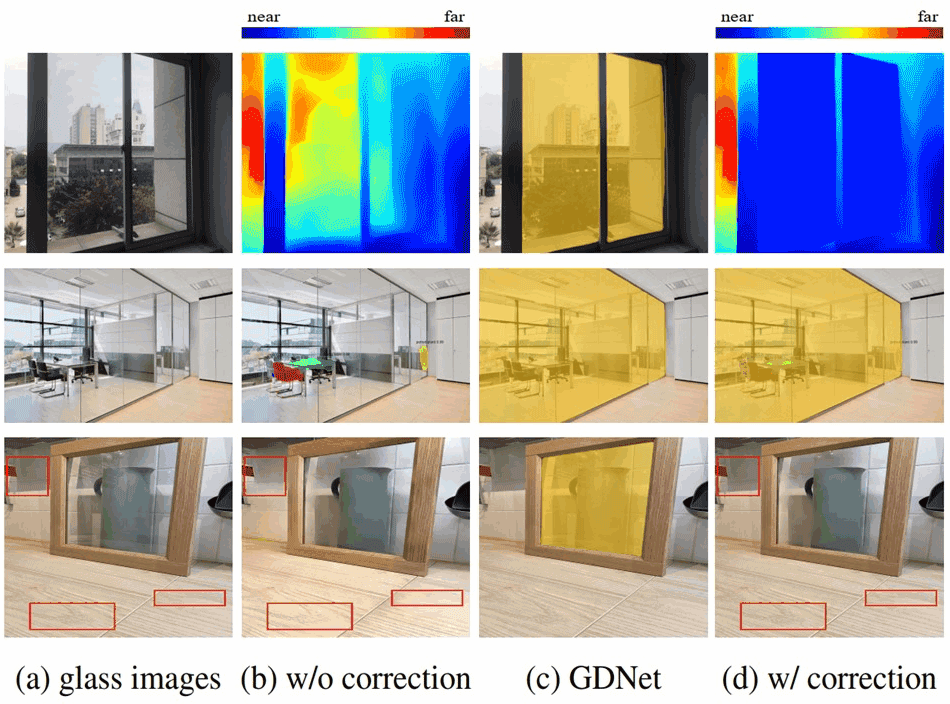 near far near far
(a) glass images (b) w/o correction (c) GDNet (d) w/ correction